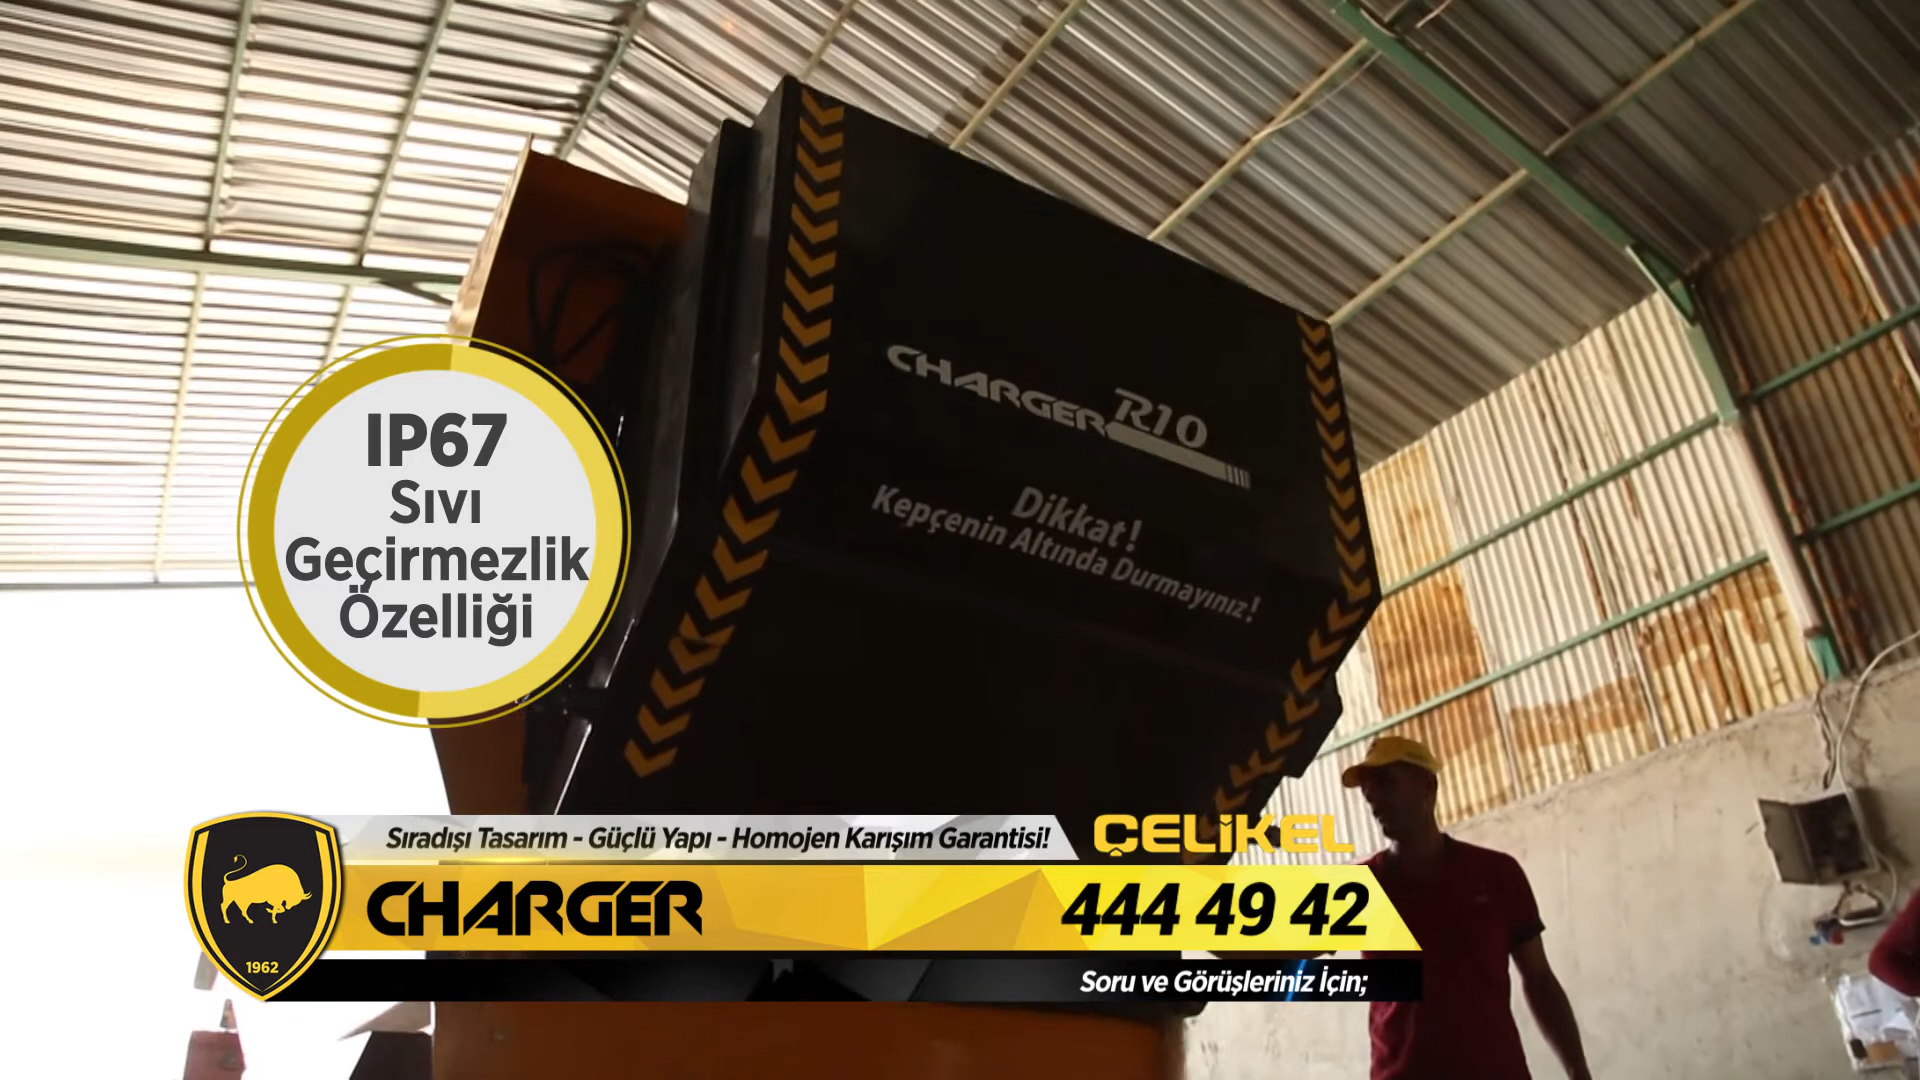 CHARGER R10
Dikkat!
Kepçenin Altında Durmayınız!
IP67
Sıvı
Geçirmezlik
Özelliği
Sıradışı Tasarım - Güçlü Yapı - Homojen Karışım Garantisi!
ÇELİKEL
CHARGER
444 49 42
1962
Soru ve Görüşleriniz İçin;